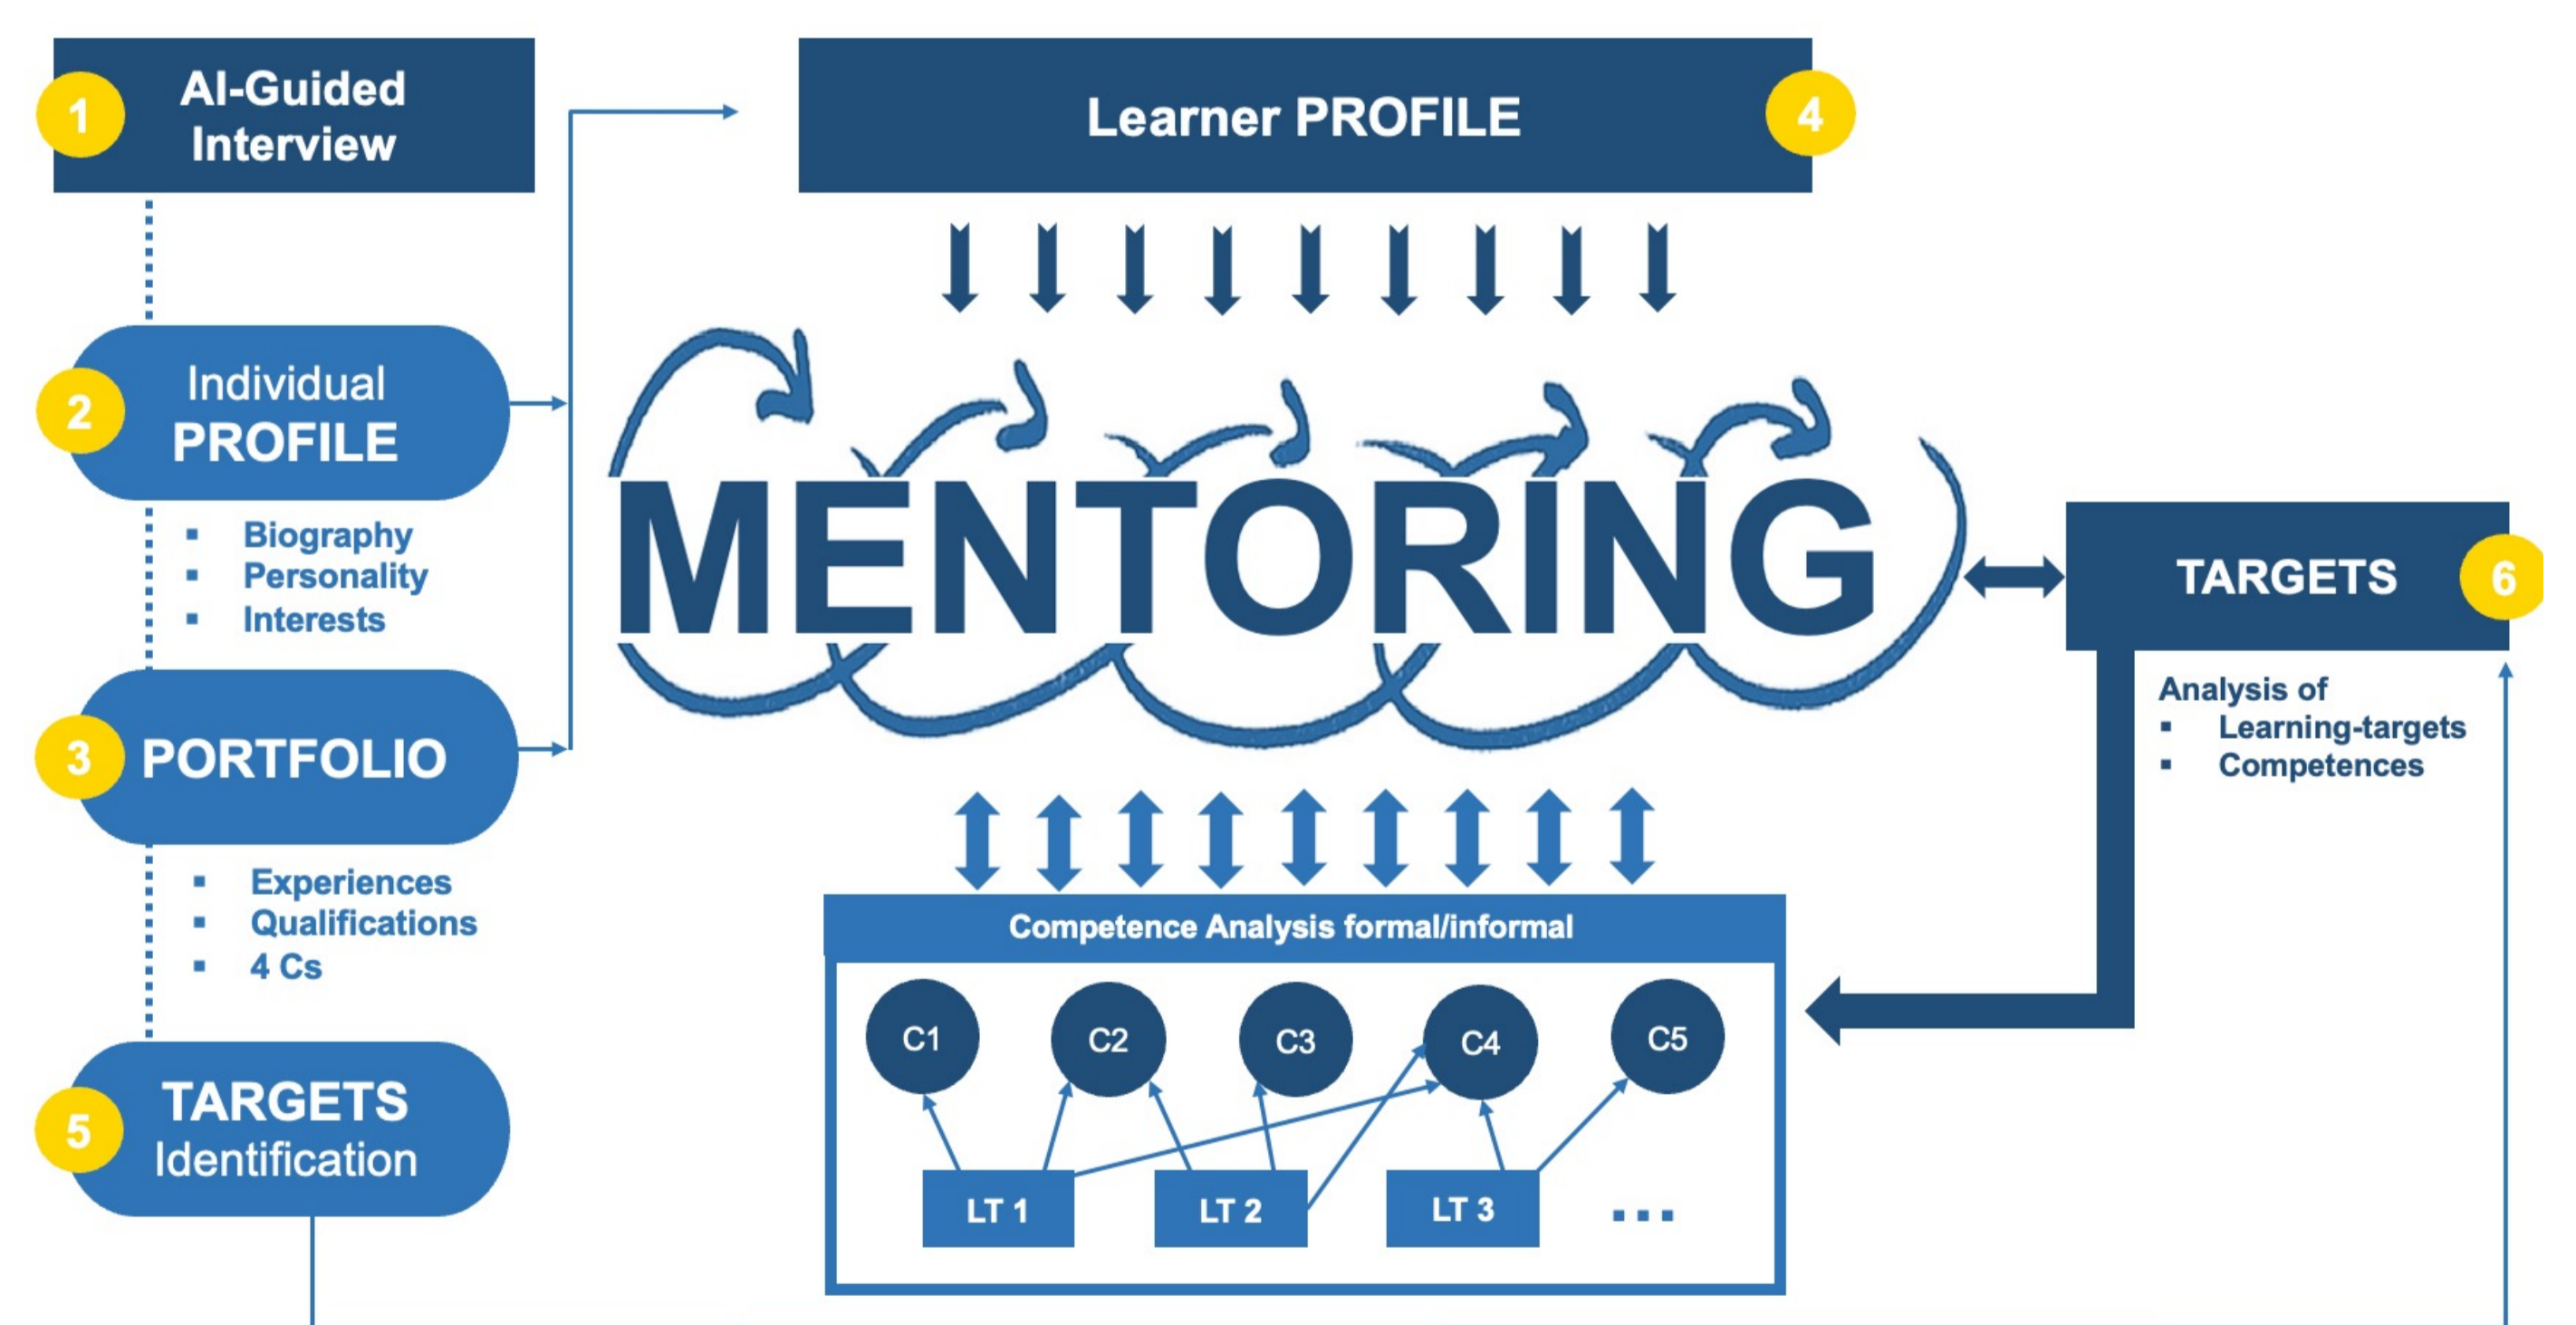 1
AI-Guided
Interview
2
Individual
PROFILE
▪ Biography
▪ Personality
▪ Interests
3
PORTFOLIO
▪ Experiences
▪ Qualifications
▪ 4 Cs
5
TARGETS
Identification
Learner PROFILE
4
MENTORING
TARGETS
6
Analysis of
▪ Learning-targets
▪ Competences
Competence Analysis formal/informal
C1 C2 C3 C4 C5
LT 1 LT 2 LT 3 ...